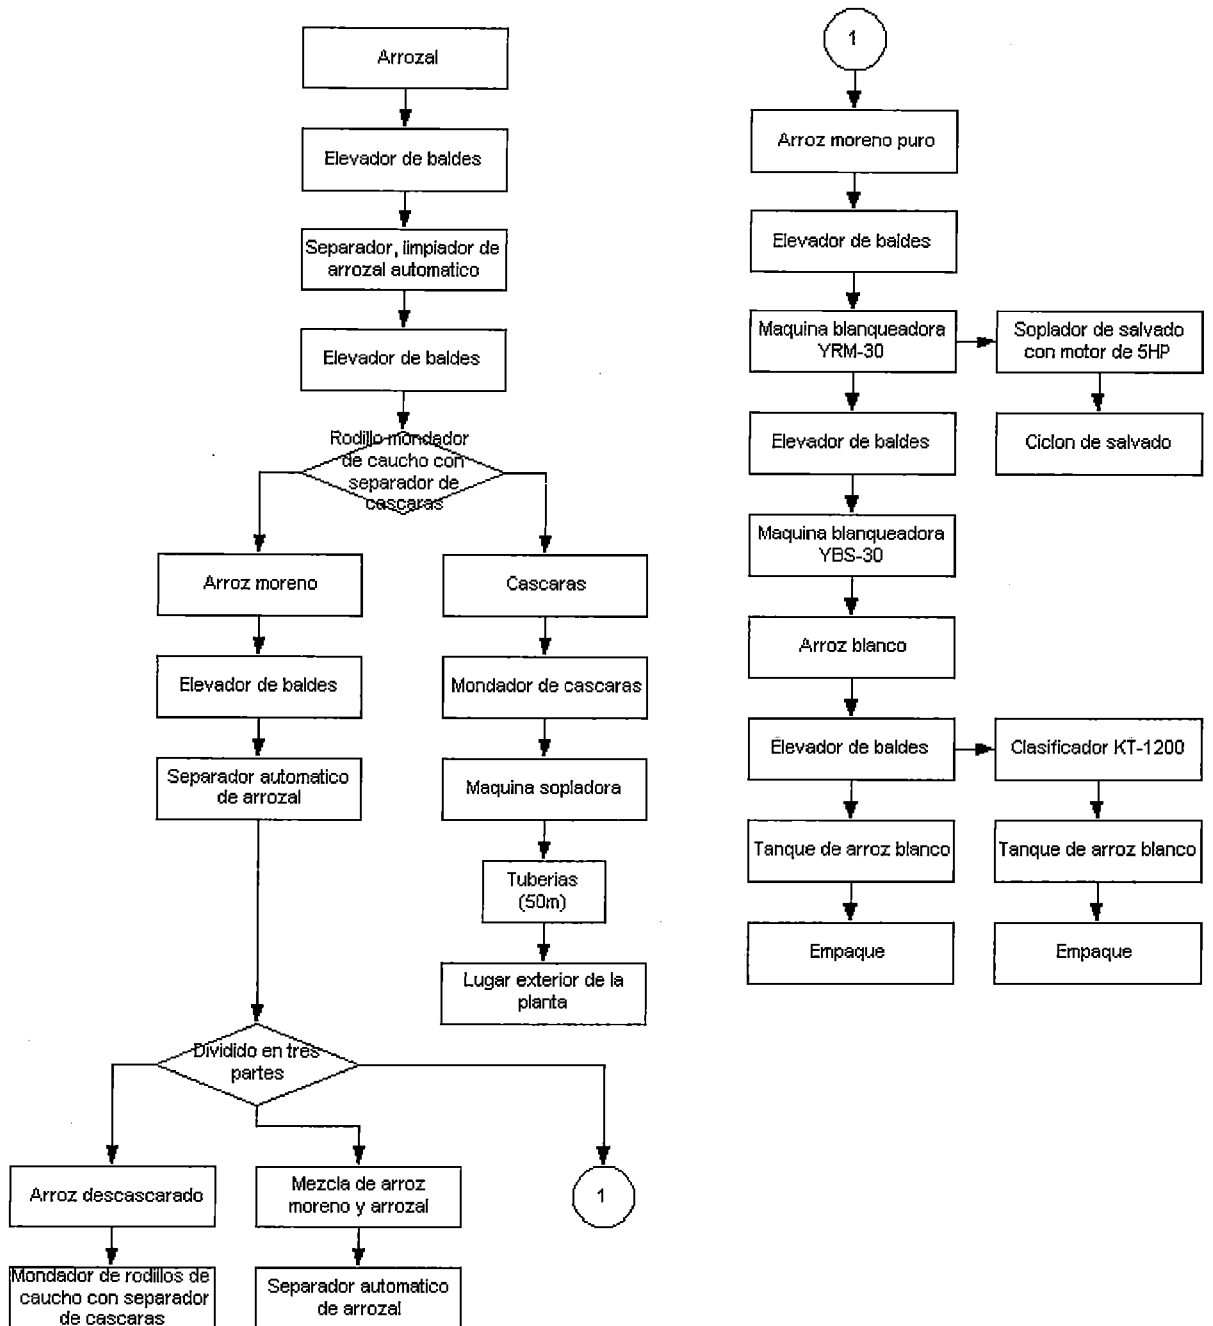 Arrozal
Elevador de baldes
Separador, limpiador de
arrozal automatico
Elevador de baldes
Rodillo mondador
de caucho con
separador de
cascaras
Arroz moreno
Cascaras
Elevador de baldes
Mondador de cascaras
Separador automatico
de arrozal
Maquina sopladora
Tuberias
(50m)
Lugar exterior de la
planta
Dividido en tres
partes
Arroz descascarado
Mezcla de arroz
moreno y arrozal
1
Mondador de rodillos de
caucho con separador
de cascaras
Separador automatico
de arrozal
1
Arroz moreno puro
Elevador de baldes
Maquina blanqueadora
YRM-30
Soplador de salvado
con motor de 5HP
Elevador de baldes
Ciclon de salvado
Maquina blanqueadora
YBS-30
Arroz blanco
Elevador de baldes
Clasificador KT-1200
Tanque de arroz blanco
Tanque de arroz blanco
Empaque
Empaque